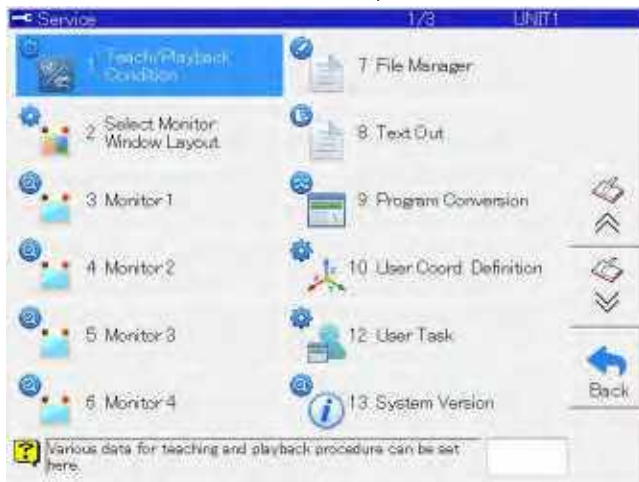 Service 1/3 UNIT1
1 Teach/Playback
Condition
2 Select Monitor
Window Layout
3 Monitor 1
4 Monitor 2
5 Monitor 3
6 Monitor 4
7 File Manager
8 Text Out
9 Program Conversion
10 User Coord. Definition
12 User Task
13 System Version
Back
Various data for teaching and playback procedure can be set
here.